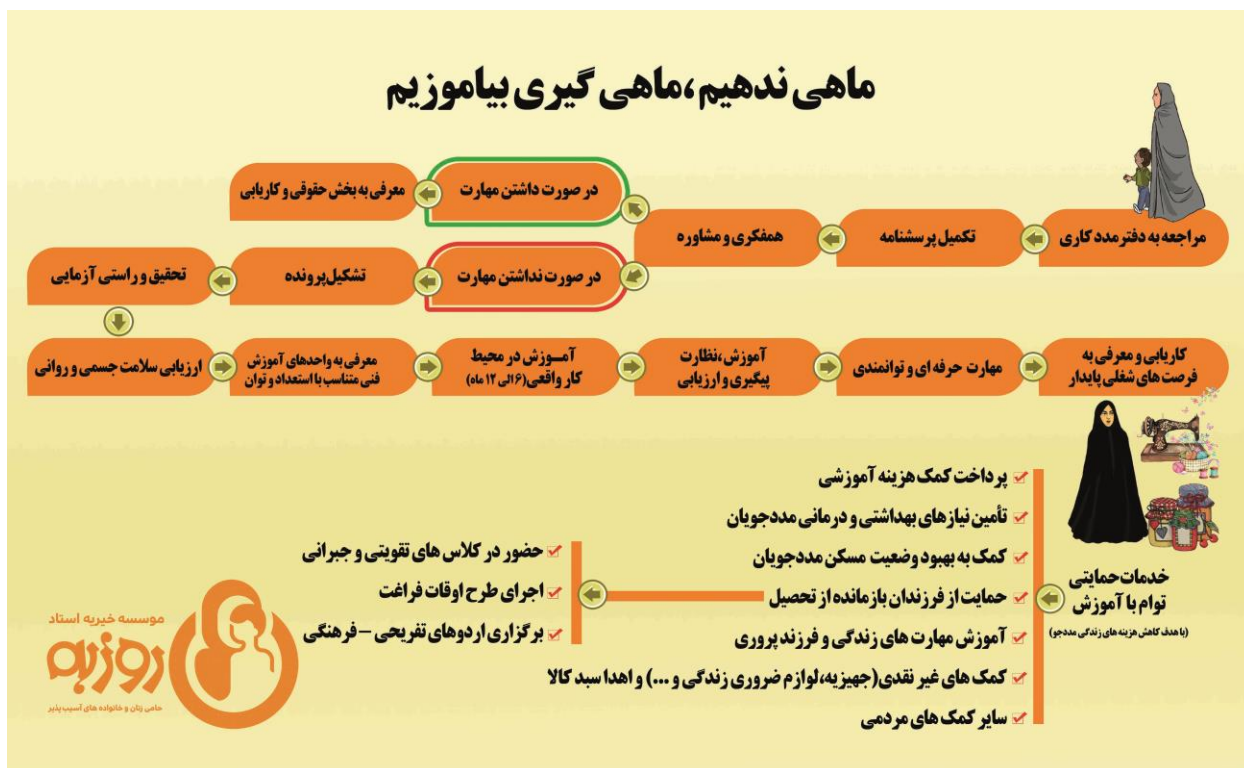 ماهی ندهیم،ماهی گیری بیاموزیم
مراجعه به دفتر مدد کاری
تکمیل پرسشنامه
همفکری و مشاوره
در صورت داشتن مهارت
معرفی به بخش حقوقی و کاریابی
در صورت نداشتن مهارت
تشکیل پرونده
تحقیق و راستی آزمایی
ارزیابی سلامت جسمی و روانی
معرفی به واحدهای آموزش
فنی متناسب با استعداد و توان
آمـــوزش در محیط
کار واقعی(۶ الی ۱۲ ماه)
آموزش،نظارت
پیگیری و ارزیابی
مهارت حرفه ای و توانمندی
کاریابی و معرفی به
فرصت های شغلی پایدار
خدمات حمایتی
توام با آموزش
(با هدف کاهش هزینه های زندگی مددجو)
پرداخت کمک هزینه آموزشی
تأمین نیازهای بهداشتی و درمانی مددجویان
کمک به بهبود وضعیت مسکن مددجویان
حمایت از فرزندان بازمانده از تحصیل
آموزش مهارت های زندگی و فرزند پروری
کمک های غیر نقدی(جهیزیه،لوازم ضروری زندگی و ...) و اهدا سبد کالا
سایر کمک های مردمی
حضور در کلاس های تقویتی و جبرانی
اجرای طرح اوقات فراغت
برگزاری اردوهای تفریحی – فرهنگی
موسسه خیریه استاد
روزبه
حامی زنان و خانواده های آسیب پذیر